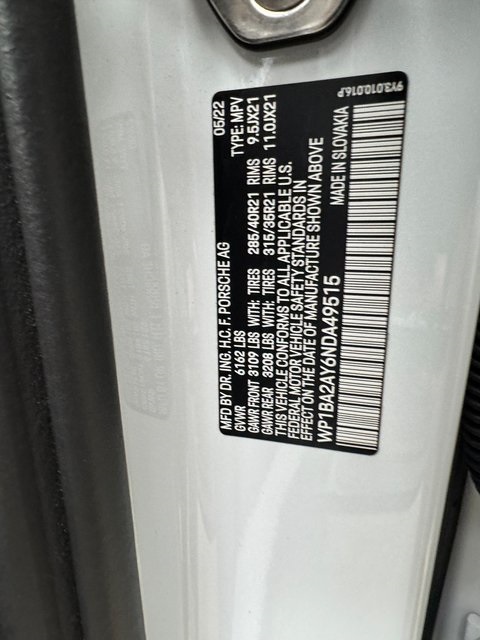 MFD BY DR. ING. H.C. F. PORSCHE AG 05/22
GVWR 6162 LBS TYPE: MPV
GAWR FRONT 3109 LBS WITH: TIRES 285/40R21 RIMS 9.5JX21
GAWR REAR 3208 LBS WITH: TIRES 315/35R21 RIMS 11.0JX21
THIS VEHICLE CONFORMS TO ALL APPLICABLE U.S.
FEDERAL MOTOR VEHICLE SAFETY STANDARDS IN
EFFECT ON THE DATE OF MANUFACTURE SHOWN ABOVE
WP1BA2AY6NDA49515 MADE IN SLOVAKIA
9Y3.010.016.P